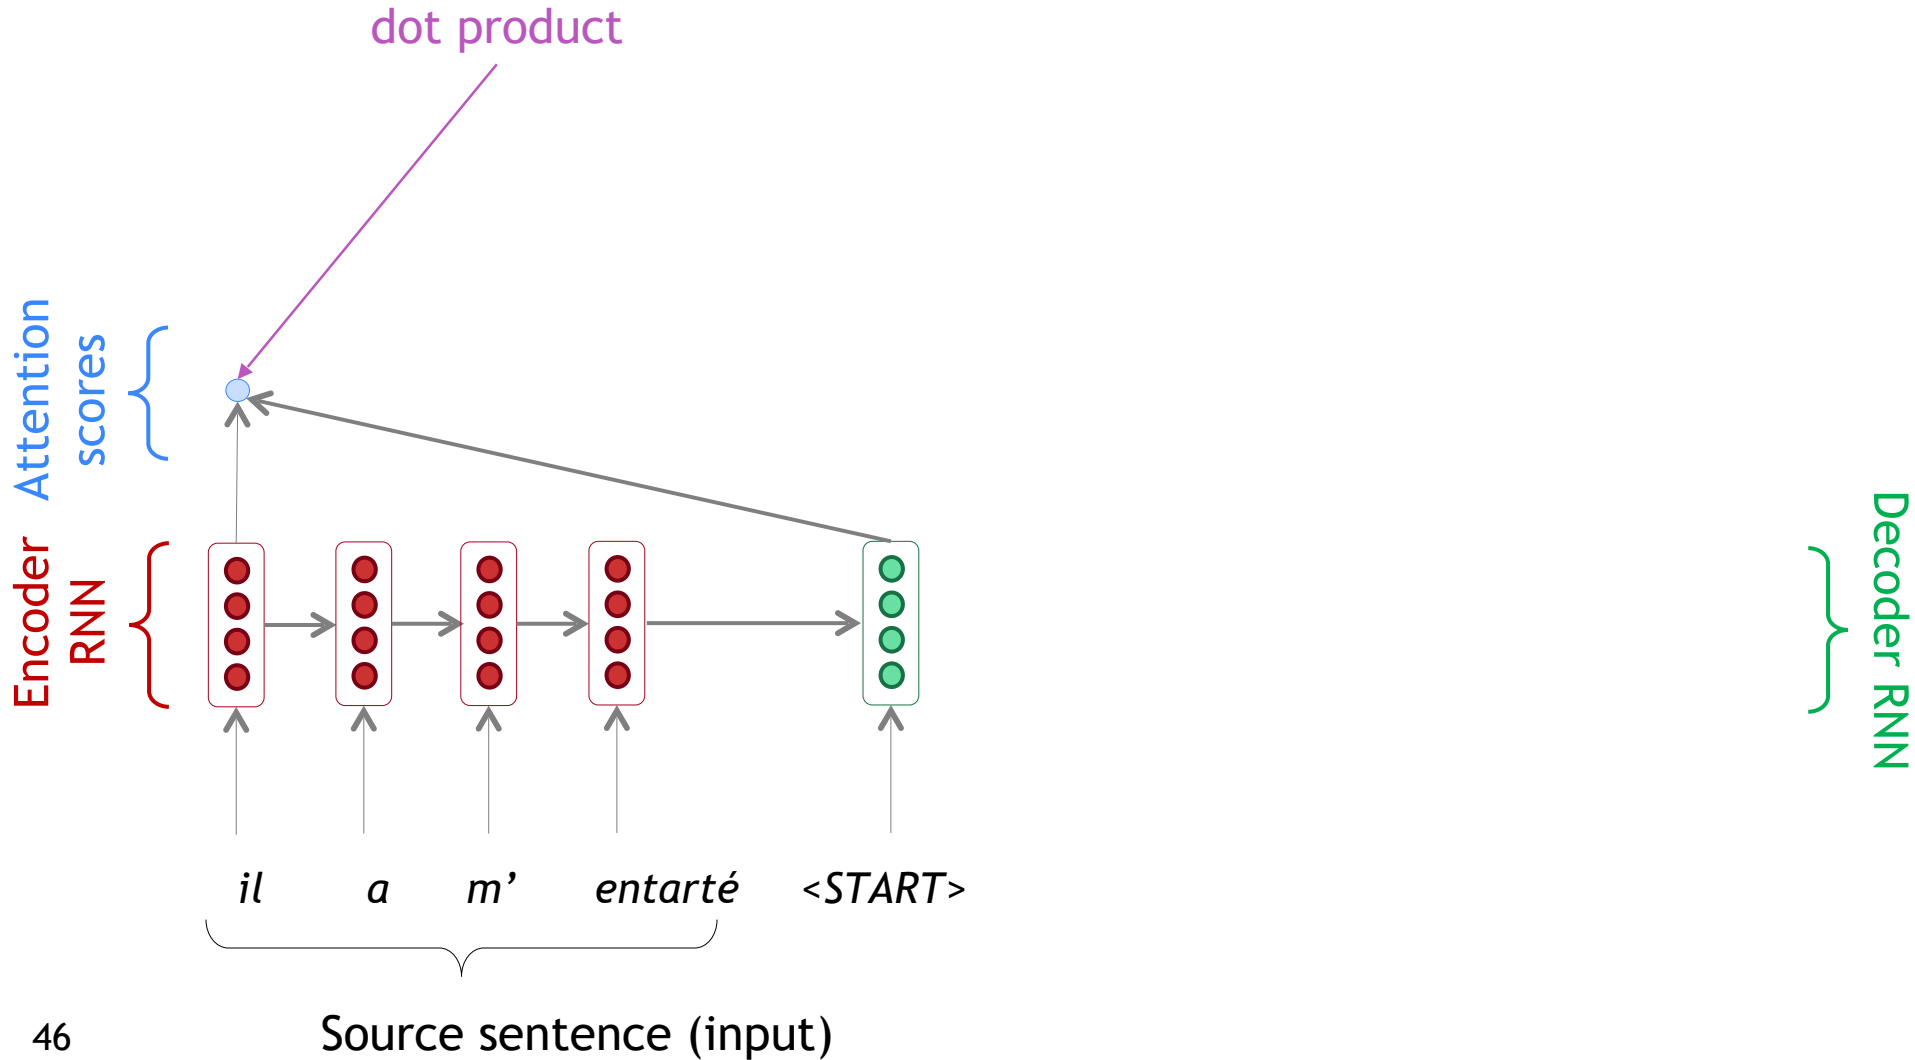 dot product
Attention
scores
Encoder
RNN
Decoder RNN
il a m’ entarté <START>
Source sentence (input)
46